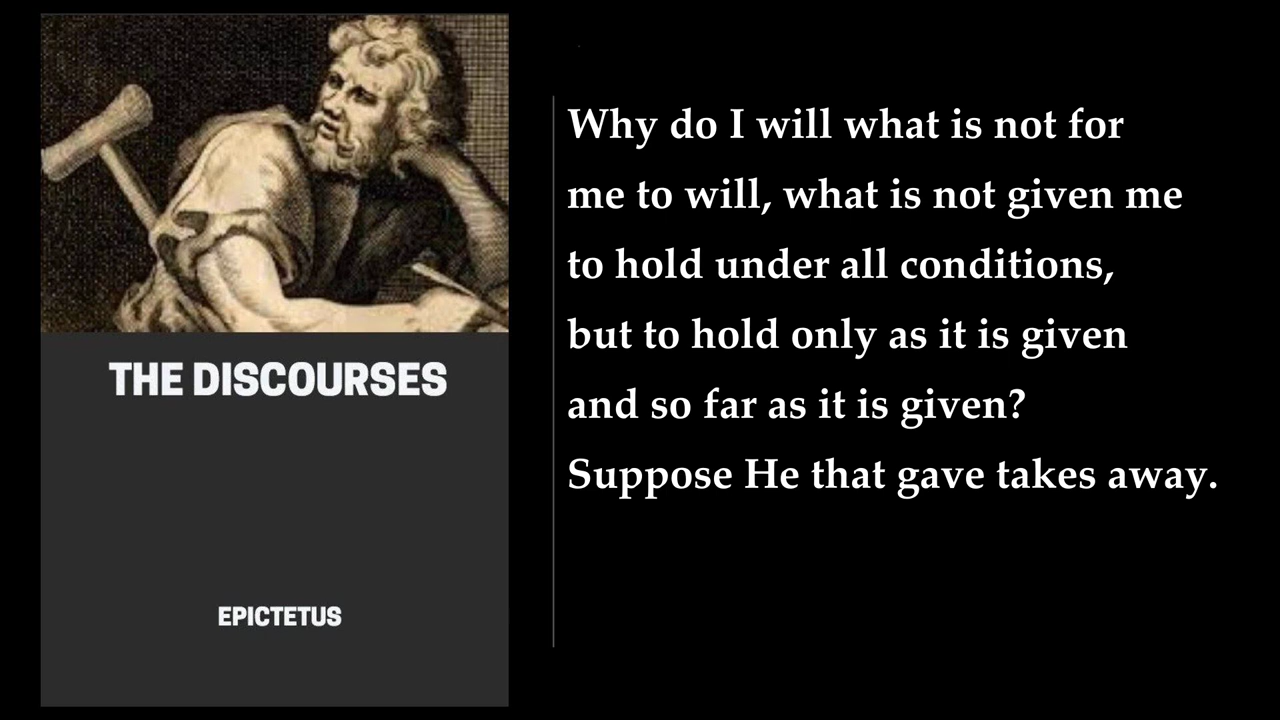 THE DISCOURSES
EPICTETUS
Why do I will what is not for
me to will, what is not given me
to hold under all conditions,
but to hold only as it is given
and so far as it is given?
Suppose He that gave takes away.